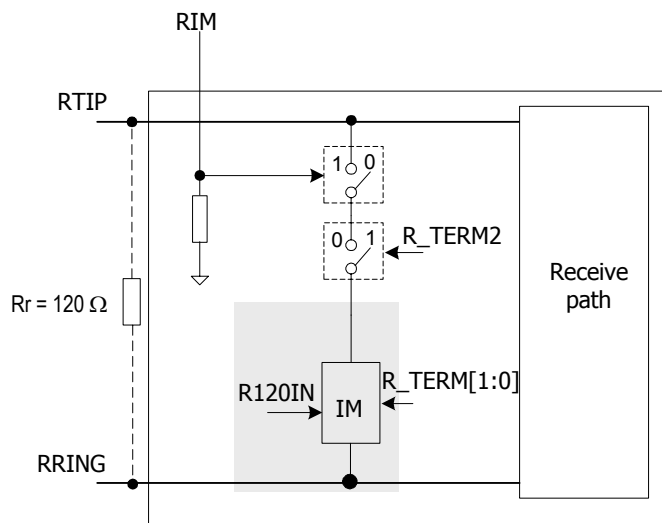 RIM
RTIP
1 0
0 1
R_TERM2
Receive
path
Rr = 120 Ω
R120IN
R_TERM[1:0]
IM
RRING